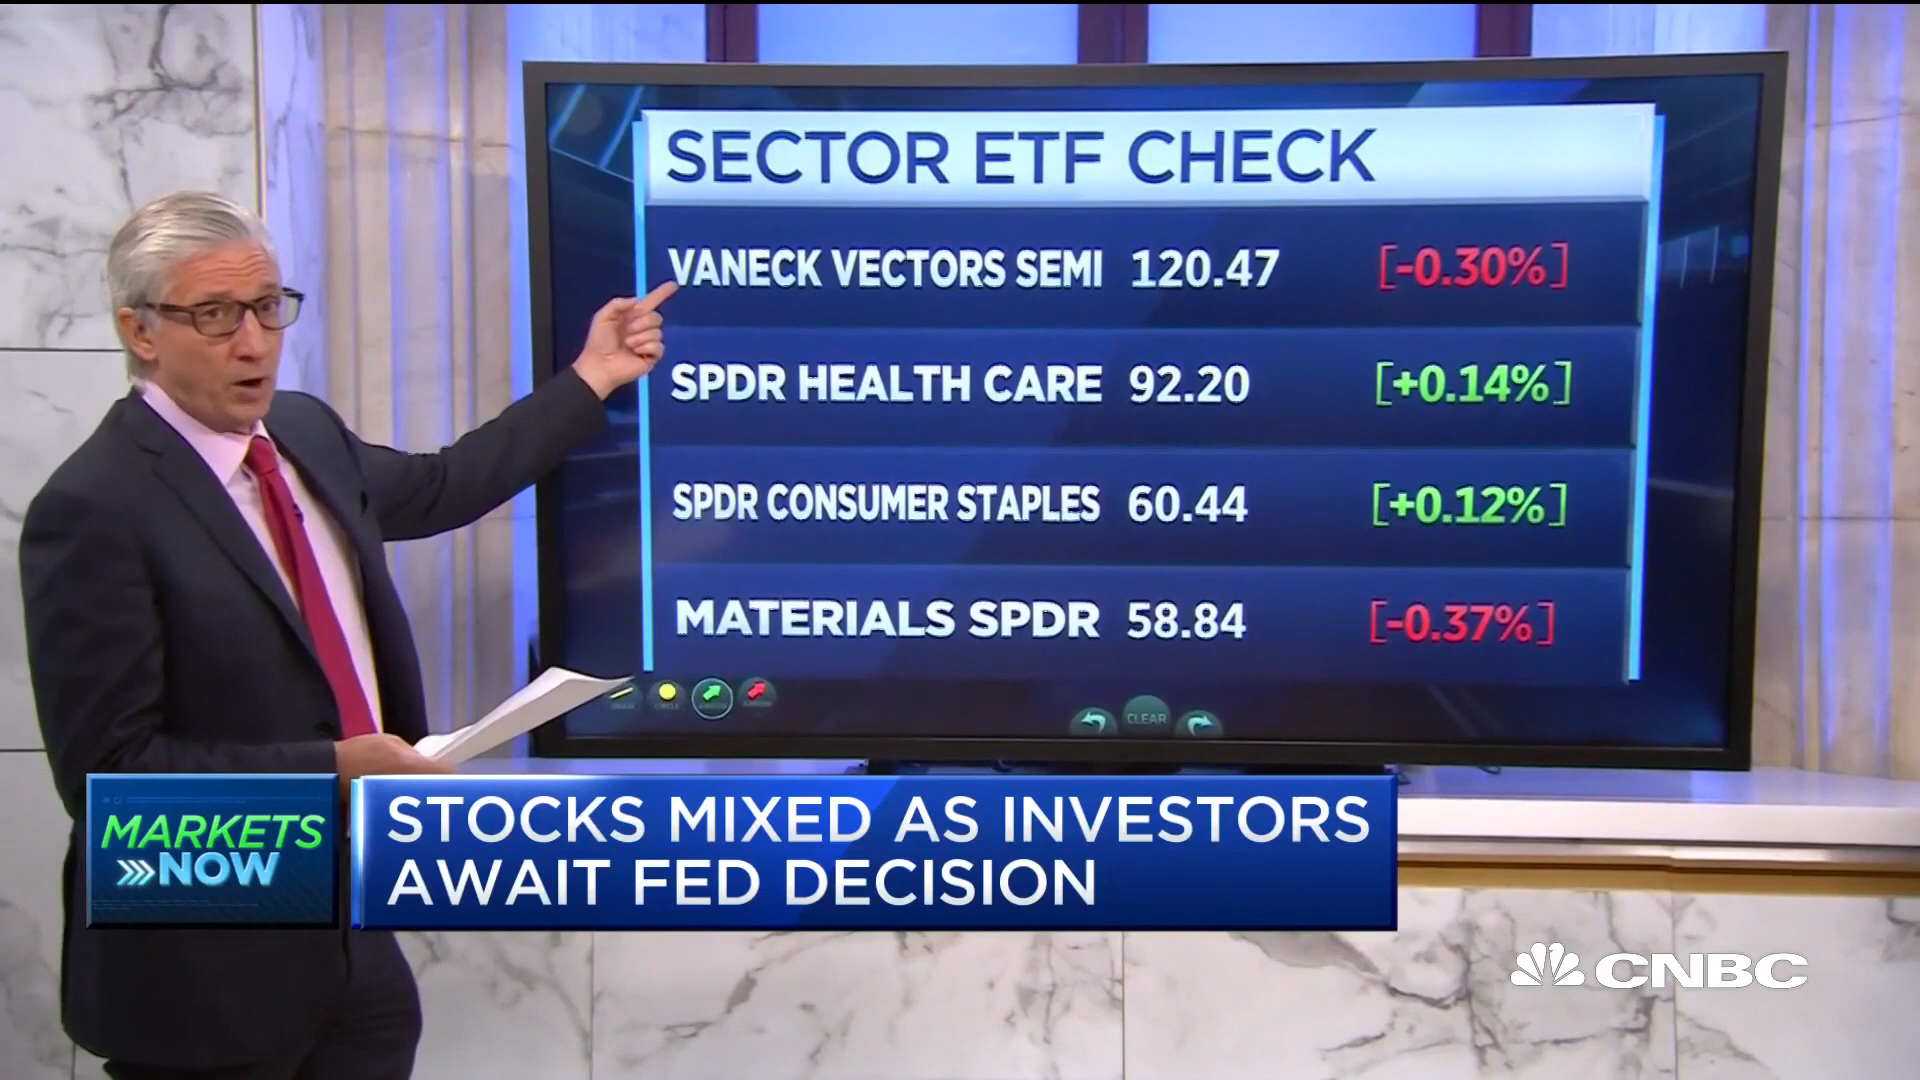 SECTOR ETF CHECK
VANECK VECTORS SEMI 120.47 [-0.30%]
SPDR HEALTH CARE 92.20 [+0.14%]
SPDR CONSUMER STAPLES 60.44 [+0.12%]
MATERIALS SPDR 58.84 [-0.37%]
CLEAR
MARKETS
NOW
STOCKS MIXED AS INVESTORS
AWAIT FED DECISION
CNBC